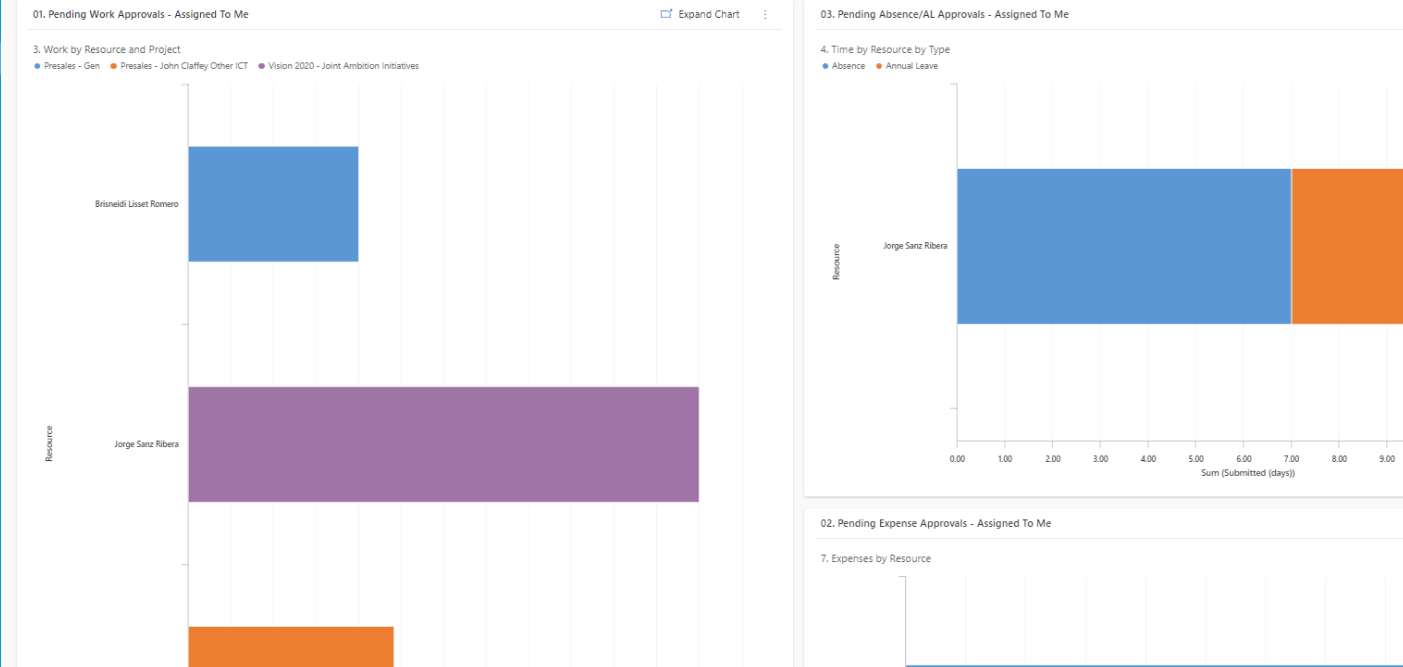 01. Pending Work Approvals - Assigned To Me
Expand Chart
3. Work by Resource and Project
Presales - Gen
Presales - John Claffey Other ICT
Vision 2020 - Joint Ambition Initiatives
Brisneidi Lisset Romero
Jorge Sanz Ribera
Resource
03. Pending Absence/AL Approvals - Assigned To Me
4. Time by Resource by Type
Absence
Annual Leave
Jorge Sanz Ribera
Resource
0.00 1.00 2.00 3.00 4.00 5.00 6.00 7.00 8.00 9.00
Sum (Submitted (days))
02. Pending Expense Approvals - Assigned To Me
7. Expenses by Resource